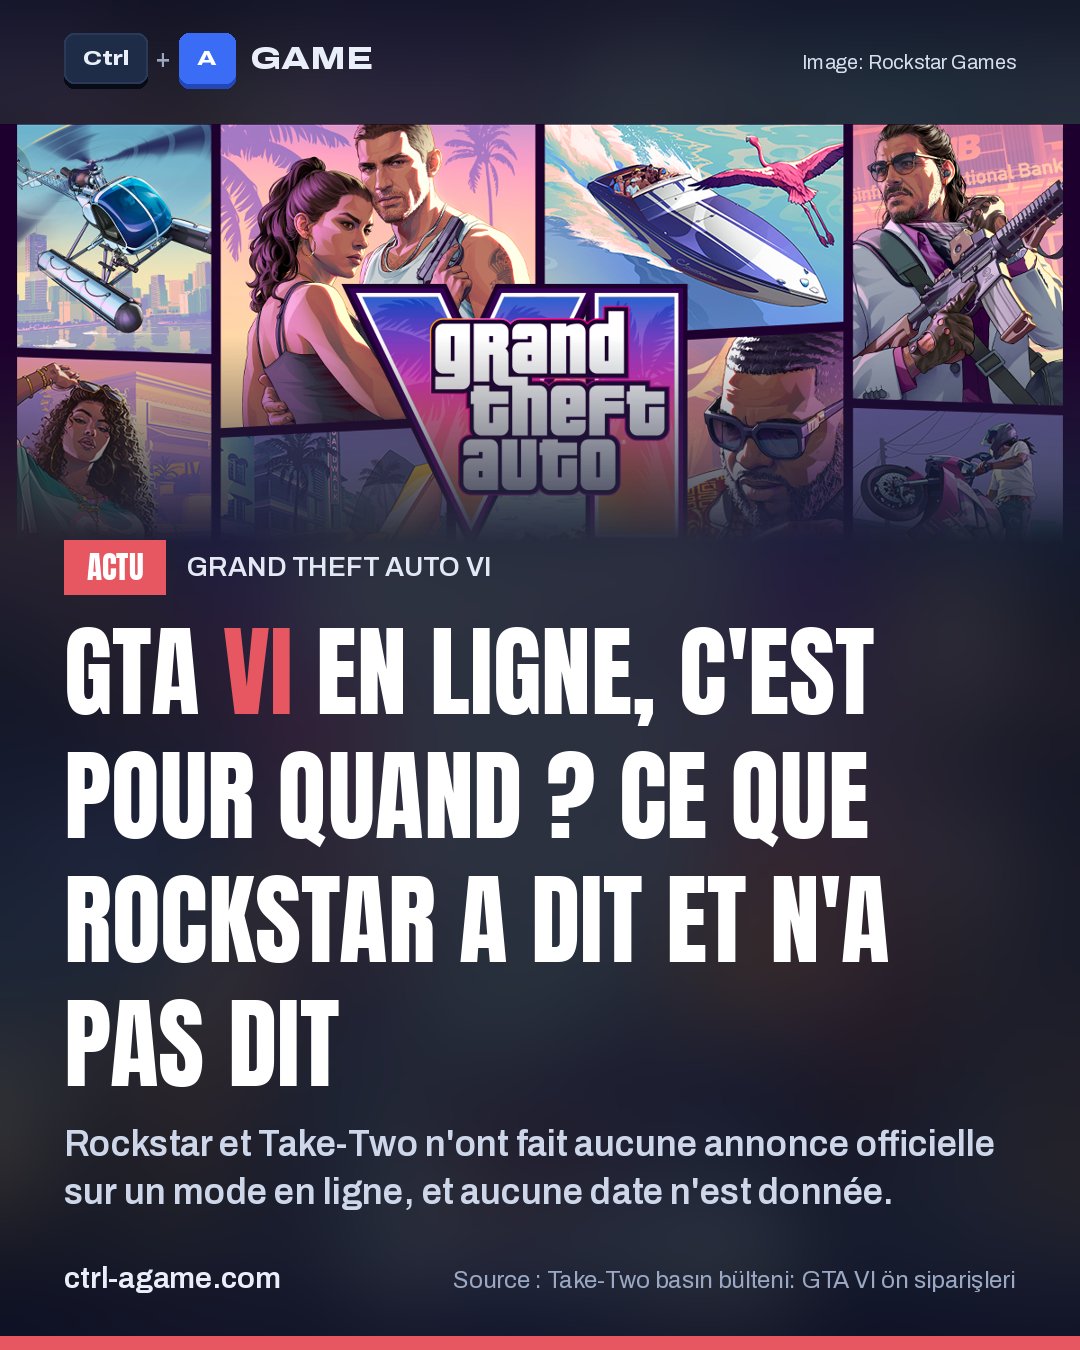 Ctrl + A GAME
Image: Rockstar Games
National Bank
VI
grand
theft
auto
ACTU GRAND THEFT AUTO VI
GTA VI EN LIGNE, C'EST
POUR QUAND ? CE QUE
ROCKSTAR A DIT ET N'A
PAS DIT
Rockstar et Take-Two n'ont fait aucune annonce officielle
sur un mode en ligne, et aucune date n'est donnée.
ctrl-agame.com
Source : Take-Two basın bülteni: GTA VI ön siparişleri